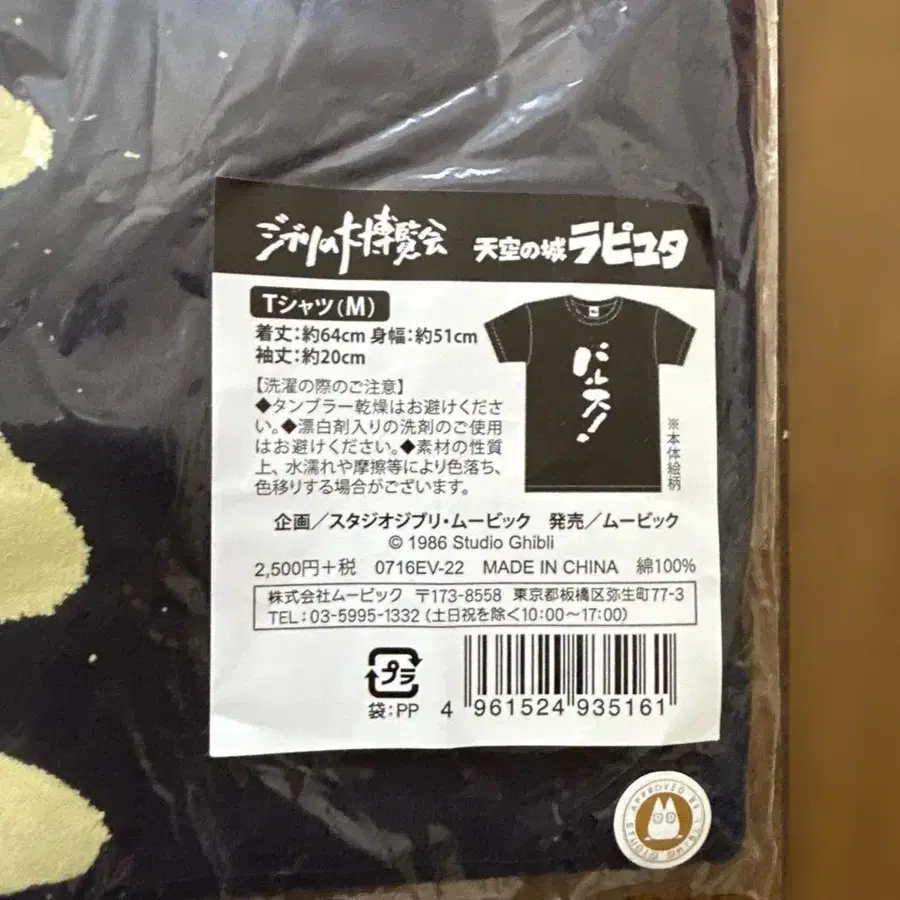 ジブリの大博覧会 天空の城ラピュタ
Tシャツ(M)
着丈：約64cm 身幅：約51cm
袖丈：約20cm
バルス!
※本体絵柄
【洗濯の際のご注意】
◆タンブラー乾燥はお避けくださ
い。◆漂白剤入りの洗剤のご使用
はお避けください。◆素材の性質
上、水濡れや摩擦等により色落ち、
色移りする場合がございます。
企画／スタジオジブリ・ムービック 発売／ムービック
© 1986 Studio Ghibli
2,500円+税 0716EV-22 MADE IN CHINA 綿100%
株式会社ムービック 〒173-8558 東京都板橋区弥生町77-3
TEL：03-5995-1332 (土日祝を除く10:00～17:00)
プラ
袋：PP
4 961524 935161
APPROVED BY STUDIO GHIBLI